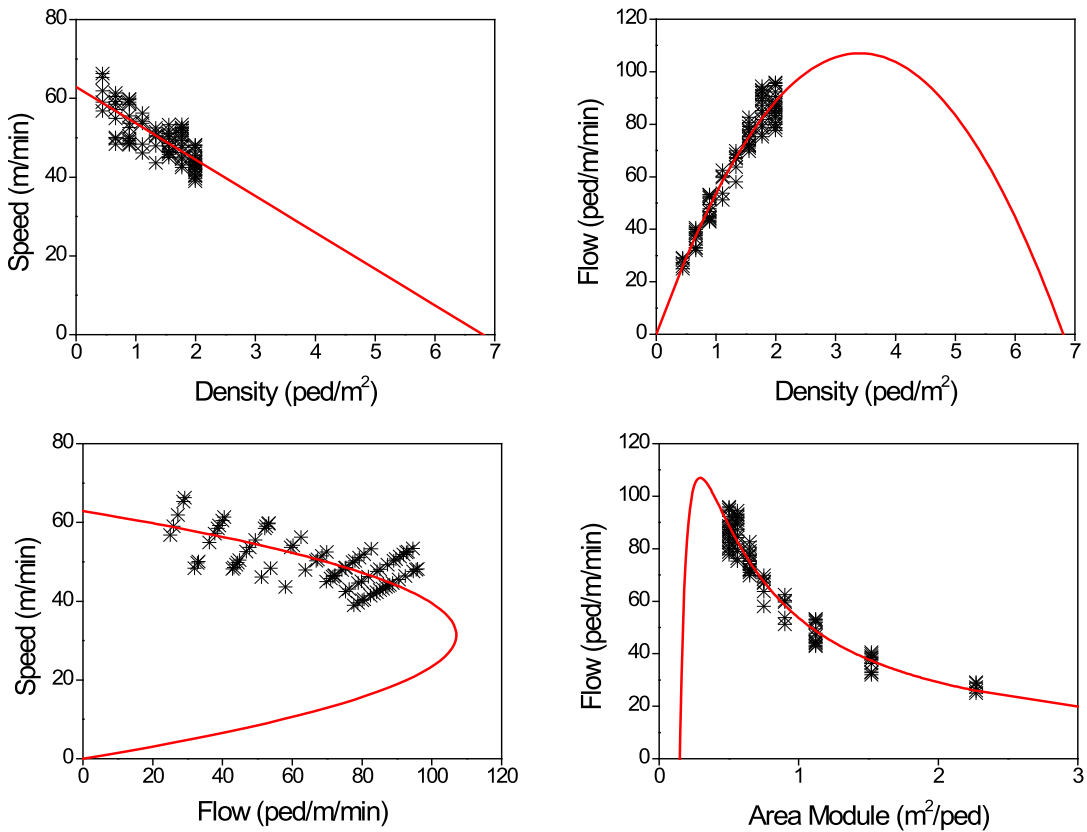 80
60
40
20
0
Speed (m/min)
0 1 2 3 4 5 6 7
Density (ped/m²)
120
100
80
60
40
20
0
Flow (ped/m/min)
0 1 2 3 4 5 6 7
Density (ped/m²)
80
60
40
20
0
Speed (m/min)
0 20 40 60 80 100 120
Flow (ped/m/min)
120
100
80
60
40
20
0
Flow (ped/m/min)
0 1 2 3
Area Module (m²/ped)